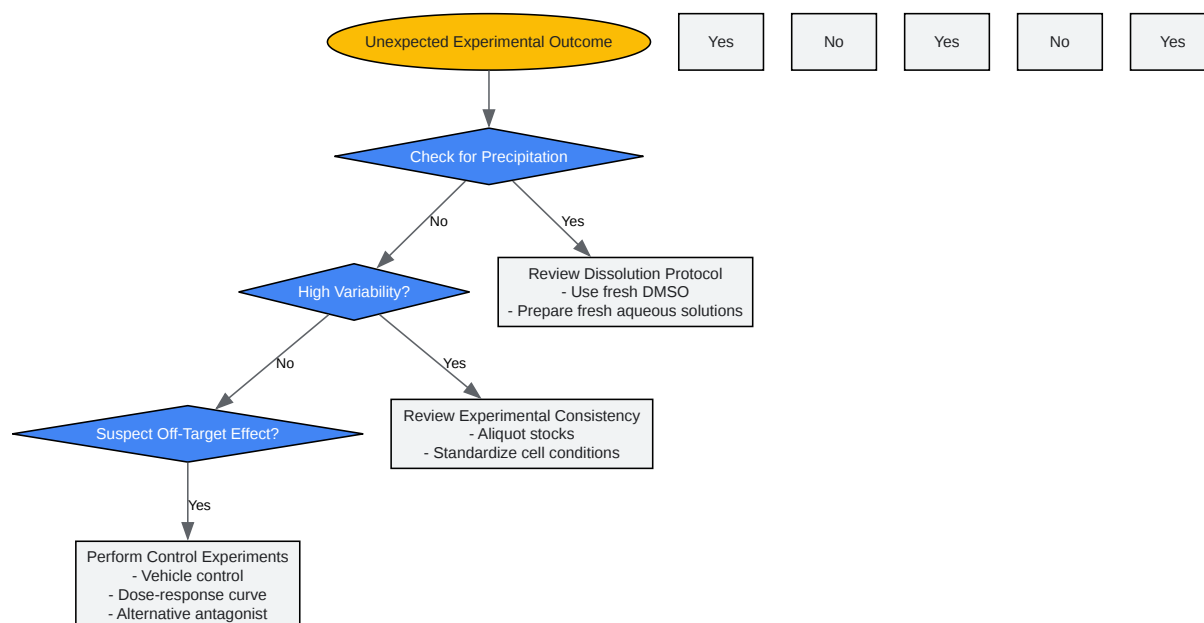 Unexpected Experimental Outcome
Yes
No
Yes
No
Yes
Check for Precipitation
No
Yes
High Variability?
Review Dissolution Protocol
- Use fresh DMSO
- Prepare fresh aqueous solutions
No
Yes
Suspect Off-Target Effect?
Review Experimental Consistency
- Aliquot stocks
- Standardize cell conditions
Yes
Perform Control Experiments
- Vehicle control
- Dose-response curve
- Alternative antagonist